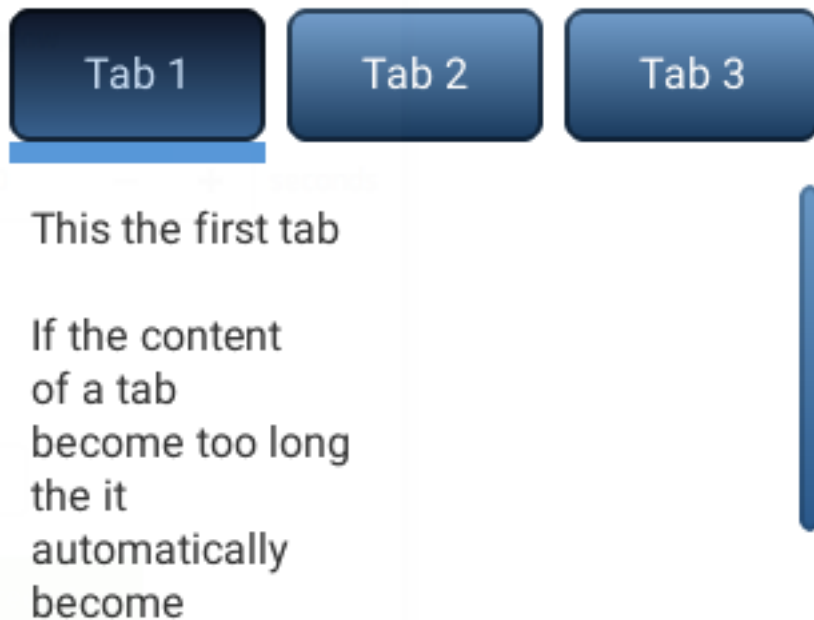 Tab 1
Tab 2
Tab 3
This the first tab
If the content
of a tab
become too long
the it
automatically
become